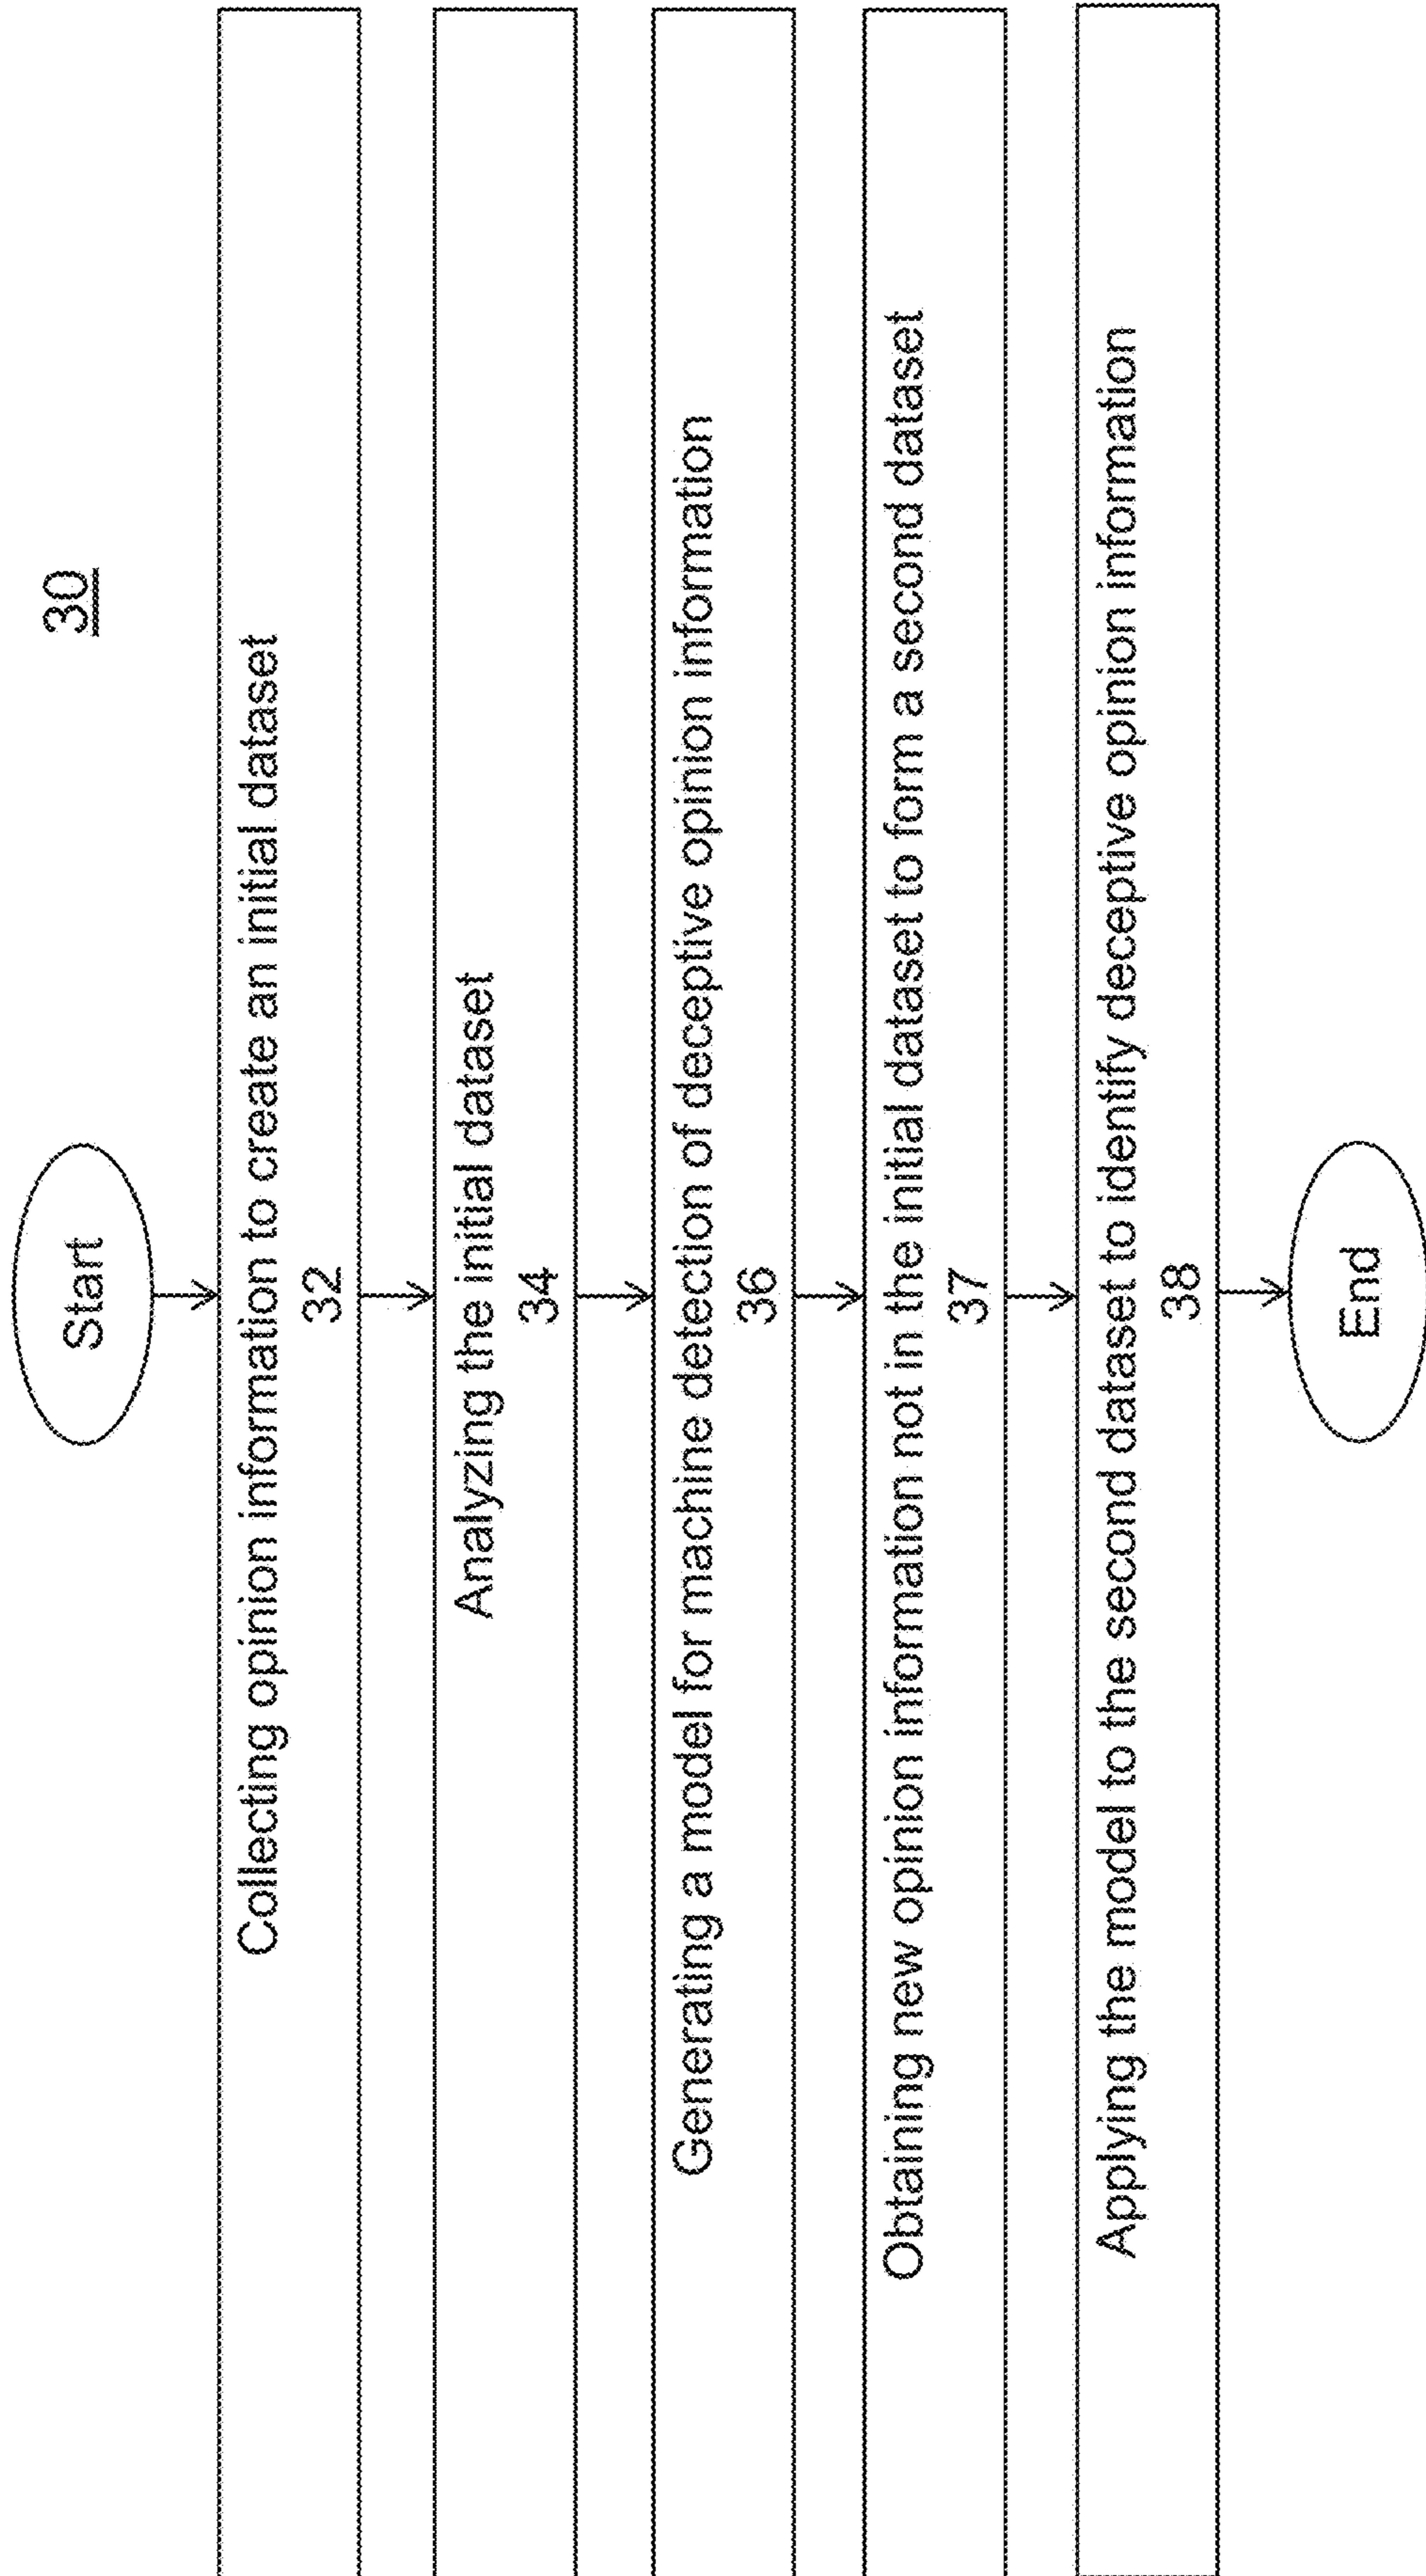 30
Start
Collecting opinion information to create an initial dataset
32
Analyzing the initial dataset
34
Generating a model for machine detection of deceptive opinion information
36
Obtaining new opinion information not in the initial dataset to form a second dataset
37
Applying the model to the second dataset to identify deceptive opinion information
38
End